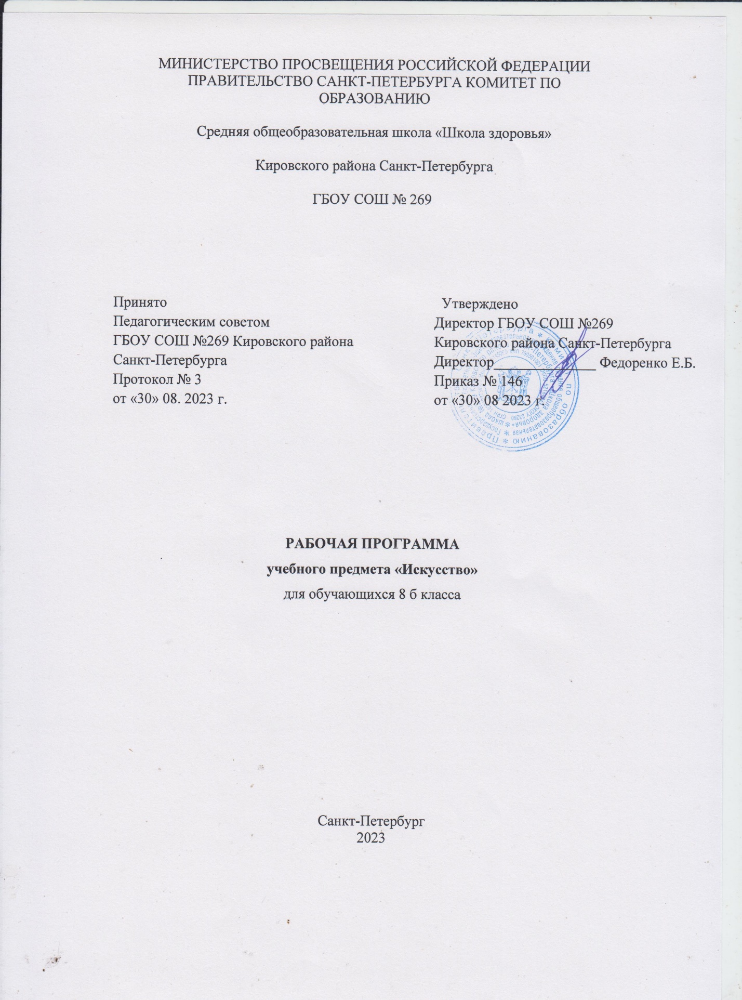 МИНИСТЕРСТВО ПРОСВЕЩЕНИЯ РОССИЙСКОЙ ФЕДЕРАЦИИ
ПРАВИТЕЛЬСТВО САНКТ-ПЕТЕРБУРГА КОМИТЕТ ПО
ОБРАЗОВАНИЮ
Средняя общеобразовательная школа «Школа здоровья»
Кировского района Санкт-Петербурга
ГБОУ СОШ № 269
Принято
Педагогическим советом
ГБОУ СОШ №269 Кировского района
Санкт-Петербурга
Протокол № 3
от «30» 08. 2023 г.
Утверждено
Директор ГБОУ СОШ №269
Кировского района Санкт-Петербурга
Директор______________ Федоренко Е.Б.
Приказ № 146
от «30» 08 2023 г.
РАБОЧАЯ ПРОГРАММА
учебного предмета «Искусство»
для обучающихся 8 б класса
Санкт-Петербург
2023